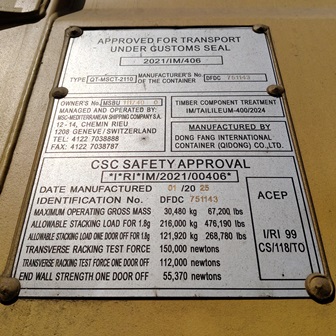 APPROVED FOR TRANSPORT
UNDER CUSTOMS SEAL
2021/IM/406
TYPE QT-MSCT-2110 MANUFACTURER'S No. OF THE CONTAINER DFDC 751143
OWNER'S No. MSBU
MANAGED AND OPERATED BY:
MSC-MEDITERRANEAN SHIPPING COMPANY S.A.
12-14, CHEMIN RIEU
1208 GENEVE/SWITZERLAND
TEL: 4122 7038888
FAX: 4122 7038787
TIMBER COMPONENT TREATMENT
IM/TAILILEUM-400/2024
MANUFACTURED BY
DONG FANG INTERNATIONAL
CONTAINER (QIDONG) CO., LTD.
CSC SAFETY APPROVAL
*I*RI*IM/2021/00406*
DATE MANUFACTURED 01/2025
IDENTIFICATION No. DFDC 751143
MAXIMUM OPERATING GROSS MASS 30,480 kg 67,200 lbs
ALLOWABLE STACKING LOAD FOR 1.8g 216,000 kg 476,190 lbs
ALLOWABLE STACKING LOAD ONE DOOR OFF FOR 1.8g 121,920 kg 268,780 lbs
TRANSVERSE RACKING TEST FORCE 150,000 newtons
TRANSVERSE RACKING TEST FORCE ONE DOOR OFF 112,000 newtons
END WALL STRENGTH ONE DOOR OFF 55,370 newtons
ACEP
I/RI 99
CS/118/TO